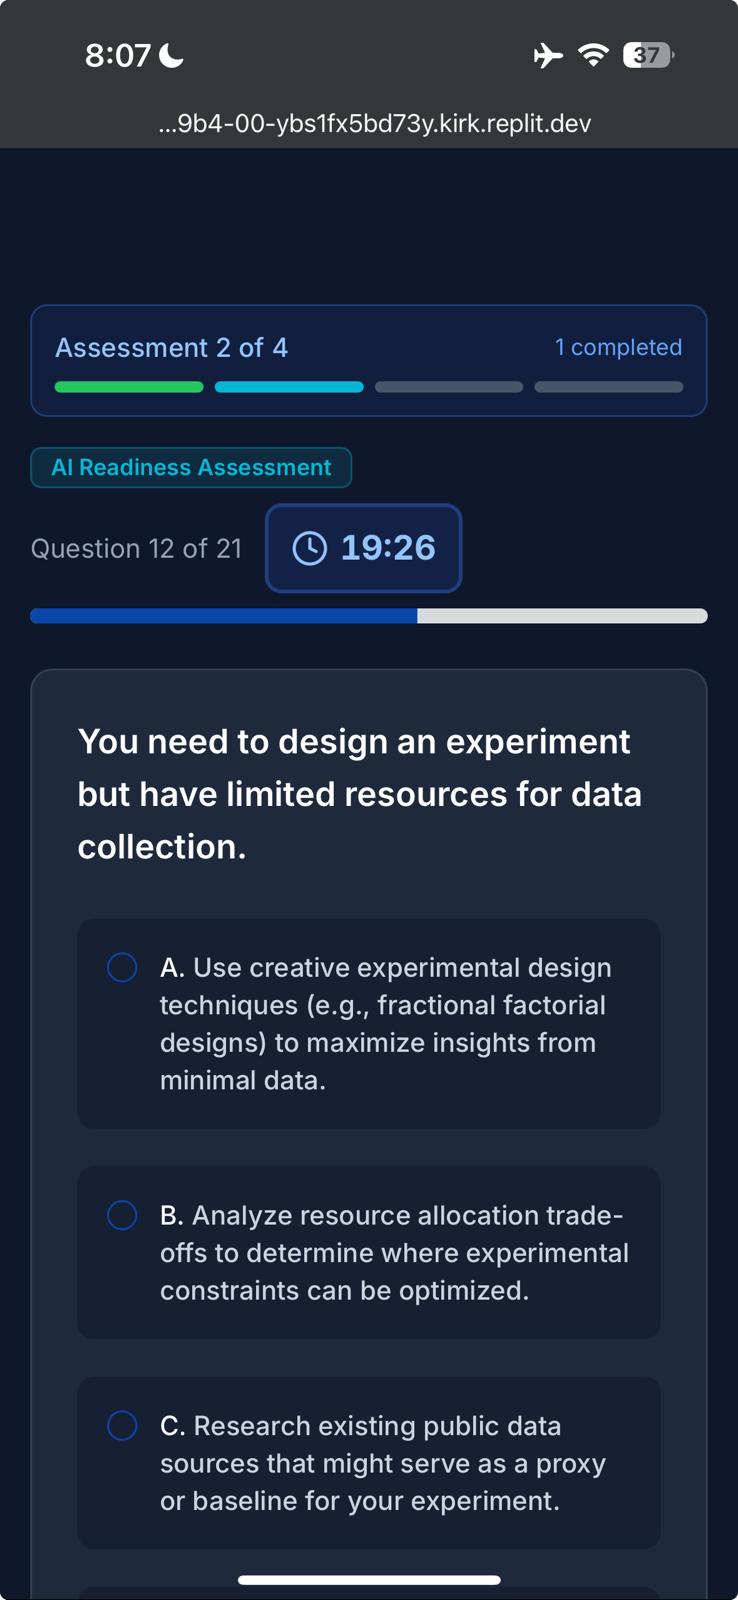 8:07
37
...9b4-00-ybs1fx5bd73y.kirk.replit.dev
Assessment 2 of 4
1 completed
AI Readiness Assessment
Question 12 of 21
19:26
You need to design an experiment
but have limited resources for data
collection.
A. Use creative experimental design
techniques (e.g., fractional factorial
designs) to maximize insights from
minimal data.
B. Analyze resource allocation trade-
offs to determine where experimental
constraints can be optimized.
C. Research existing public data
sources that might serve as a proxy
or baseline for your experiment.